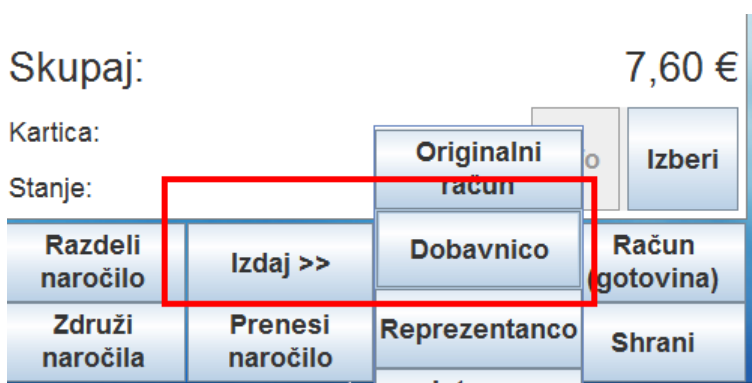 Skupaj: 7,60 €
Kartica:
Originalni
račun
Izberi
Stanje:
Razdeli
naročilo
Izdaj >>
Dobavnico
Račun
(gotovina)
Združi
naročila
Prenesi
naročilo
Reprezentanco
Shrani